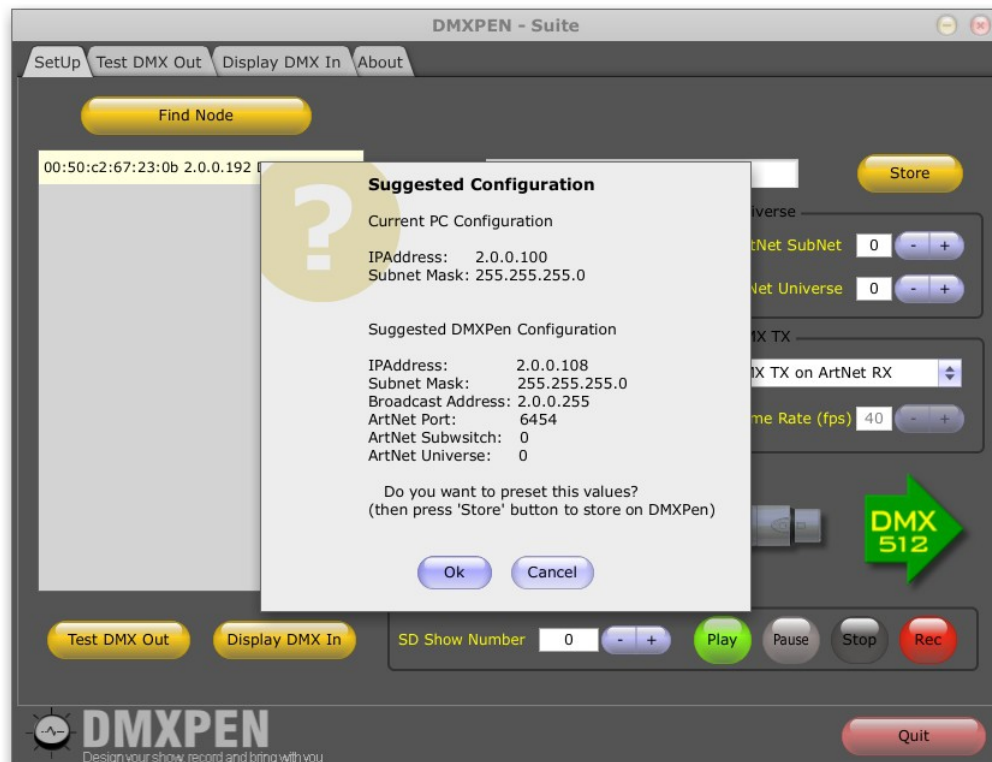 DMXPEN - Suite
SetUp
Test DMX Out
Display DMX In
About
Find Node
00:50:c2:67:23:0b 2.0.0.192
Store
?
Suggested Configuration
Current PC Configuration
IPAddress: 2.0.0.100
Subnet Mask: 255.255.255.0
Suggested DMXPen Configuration
IPAddress: 2.0.0.108
Subnet Mask: 255.255.255.0
Broadcast Address: 2.0.0.255
ArtNet Port: 6454
ArtNet Subwsitch: 0
ArtNet Universe: 0
Do you want to preset this values?
(then press 'Store' button to store on DMXPen)
Ok
Cancel
iverse
tNet SubNet 0 - +
Net Universe 0 - +
TX
TX on ArtNet RX
me Rate (fps) 40 - +
DMX
512
Test DMX Out
Display DMX In
SD Show Number 0 - +
Play
Pause
Stop
Rec
DMXPEN
Design your show, record and bring with you
Quit